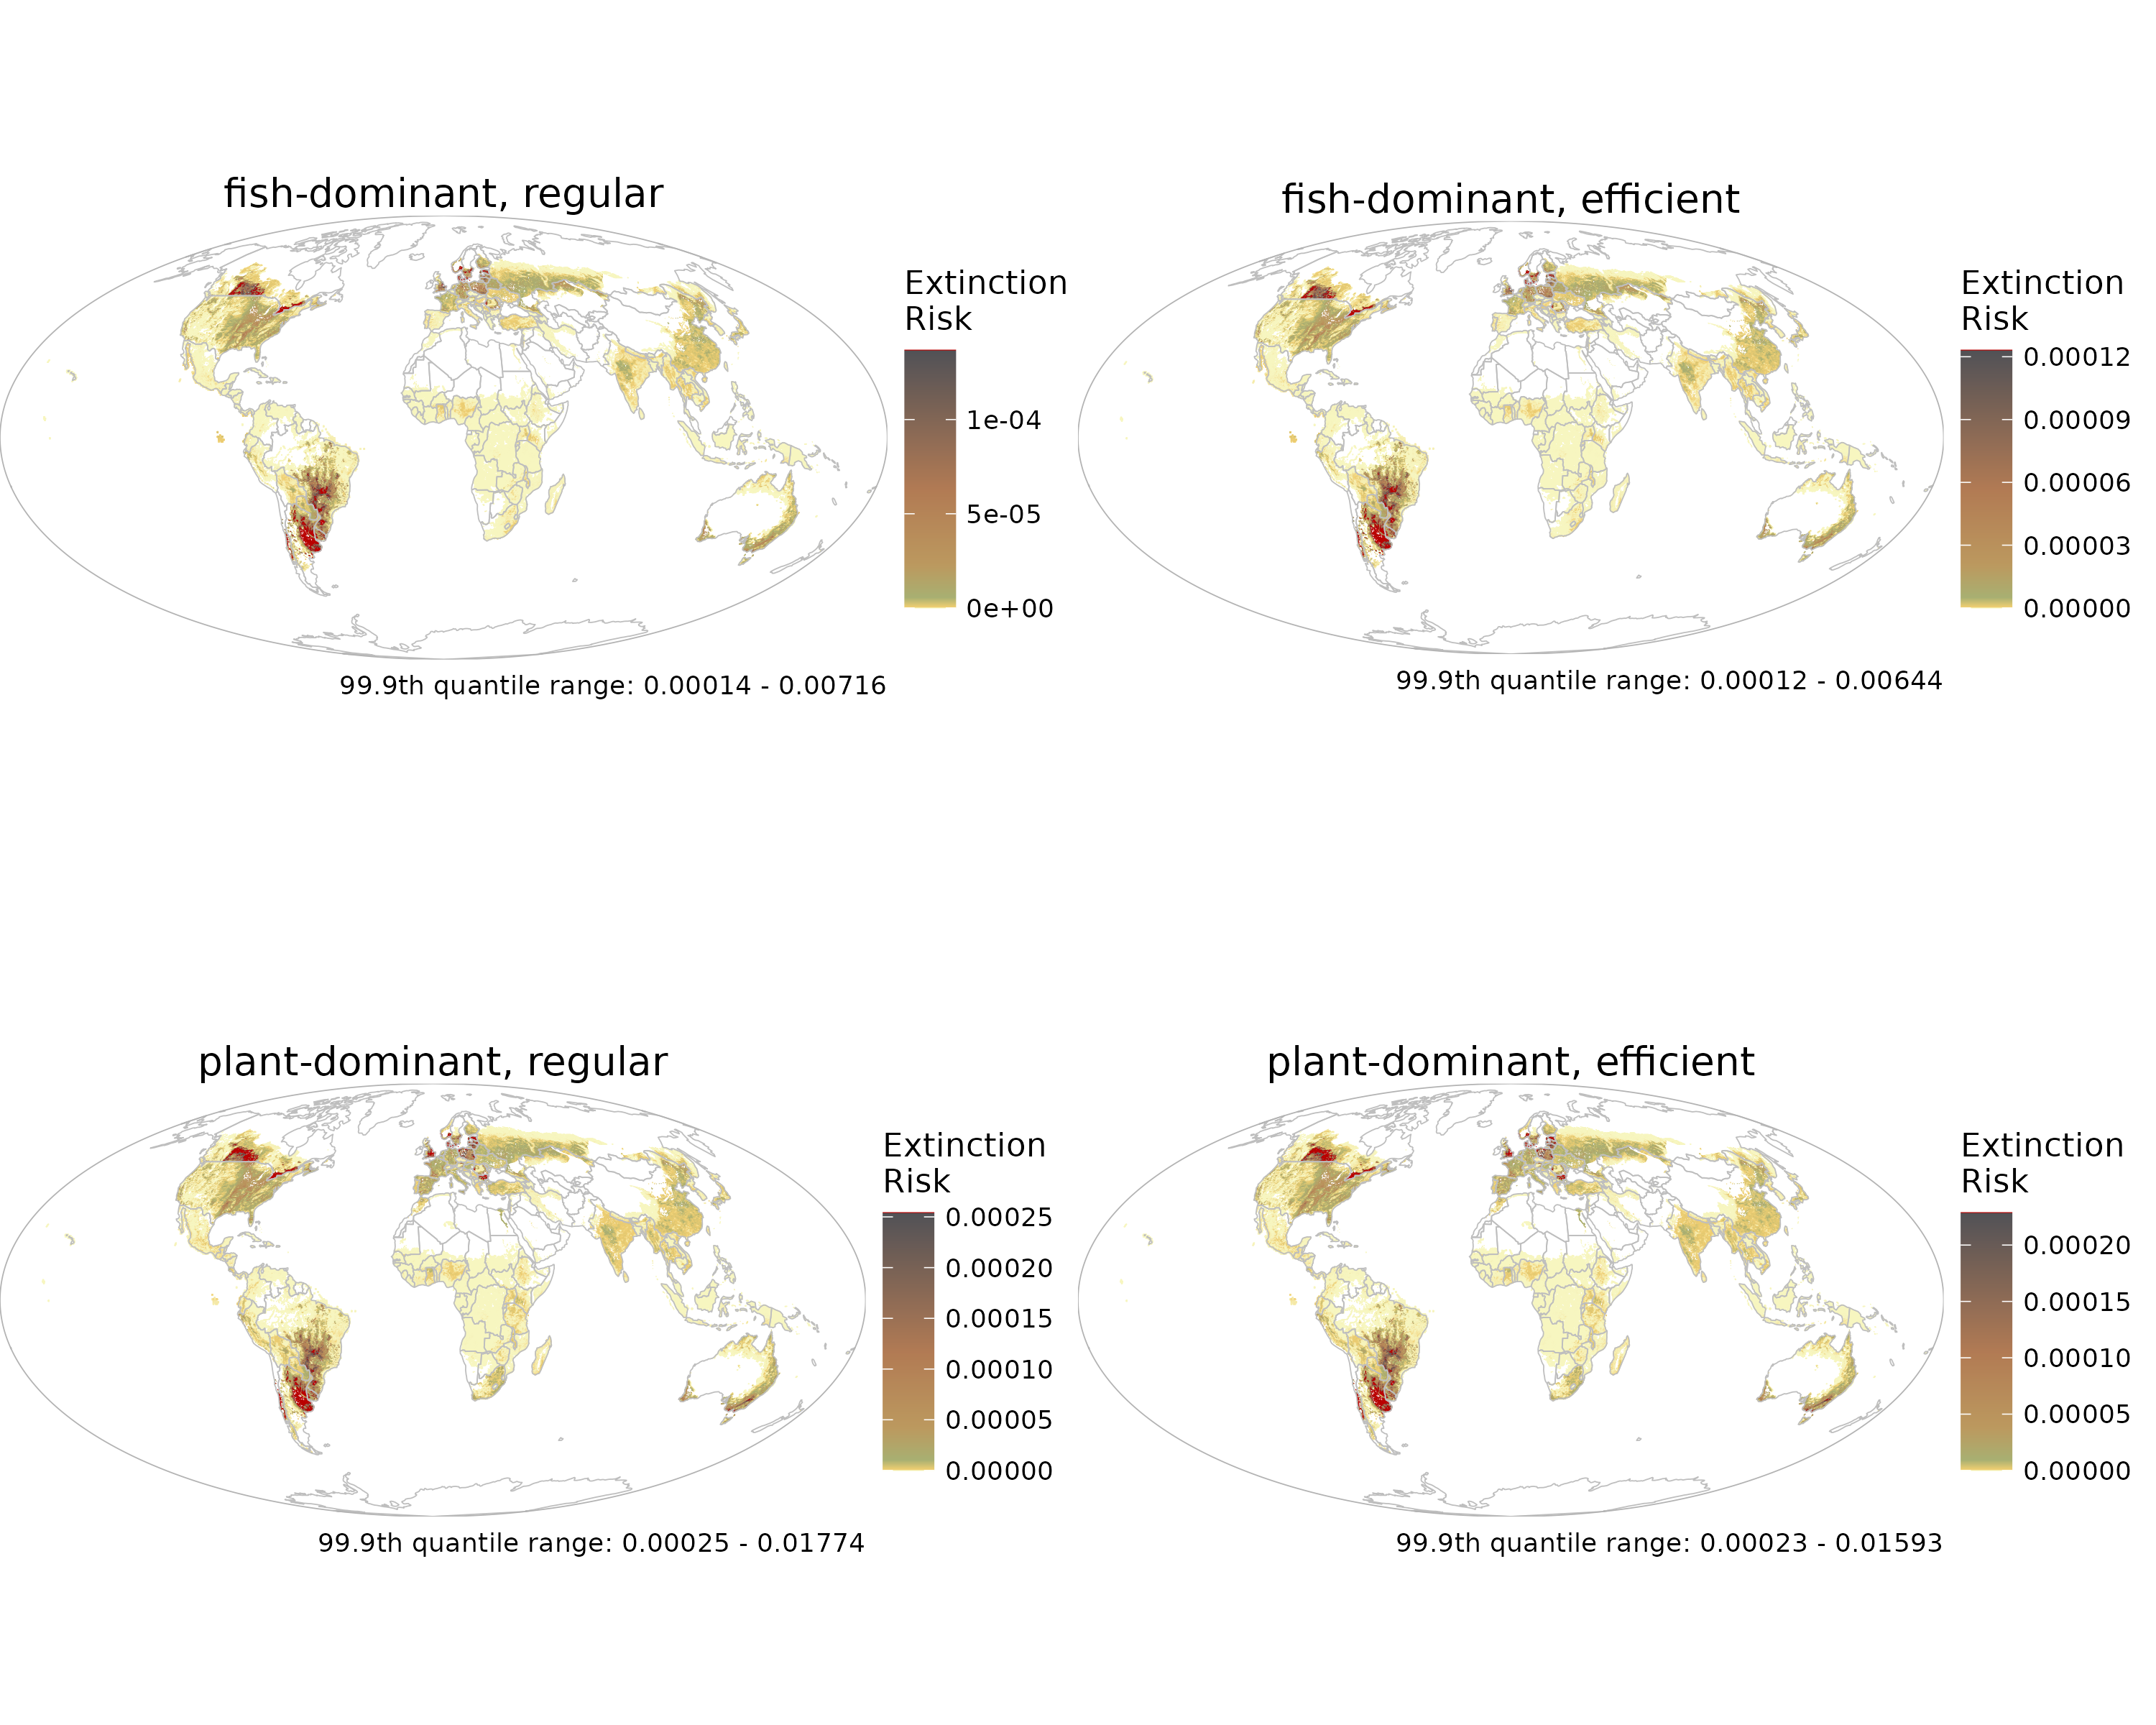 fish-dominant, regular
Extinction
Risk
1e-04
5e-05
0e+00
99.9th quantile range: 0.00014 - 0.00716
fish-dominant, efficient
Extinction
Risk
0.00012
0.00009
0.00006
0.00003
0.00000
99.9th quantile range: 0.00012 - 0.00644
plant-dominant, regular
Extinction
Risk
0.00025
0.00020
0.00015
0.00010
0.00005
0.00000
99.9th quantile range: 0.00025 - 0.01774
plant-dominant, efficient
Extinction
Risk
0.00020
0.00015
0.00010
0.00005
0.00000
99.9th quantile range: 0.00023 - 0.01593